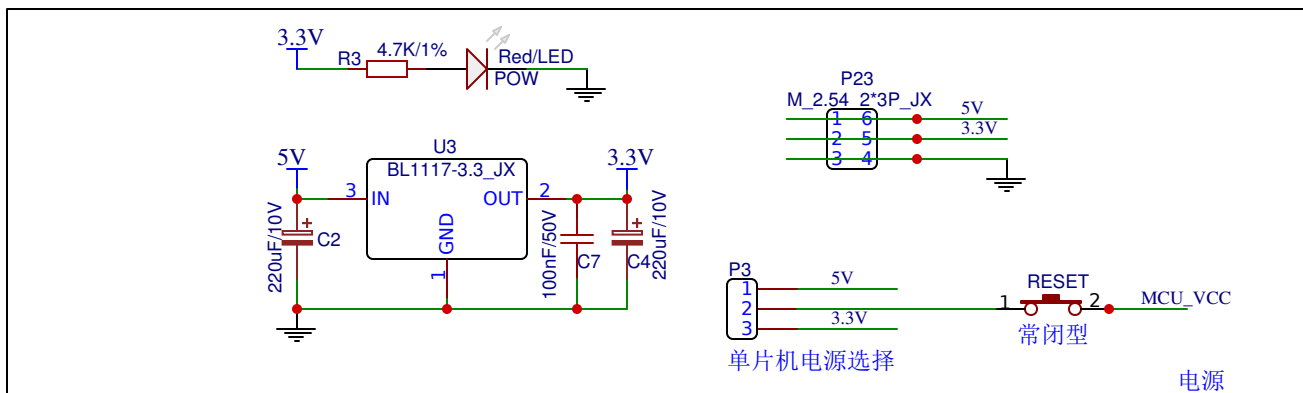 3.3V
R3 4.7K/1%
Red/LED
POW
5V
U3
BL1117-3.3_JX
3.3V
3 IN OUT 2
GND
1
220uF/10V
C2
100nF/50V
C7
C4
220uF/10V
P23
M_2.54_2*3P_JX
1 6 5V
2 5 3.3V
3 4
P3
1 5V
2
3 3.3V
单片机电源选择
RESET
1 2 MCU_VCC
常闭型
电源